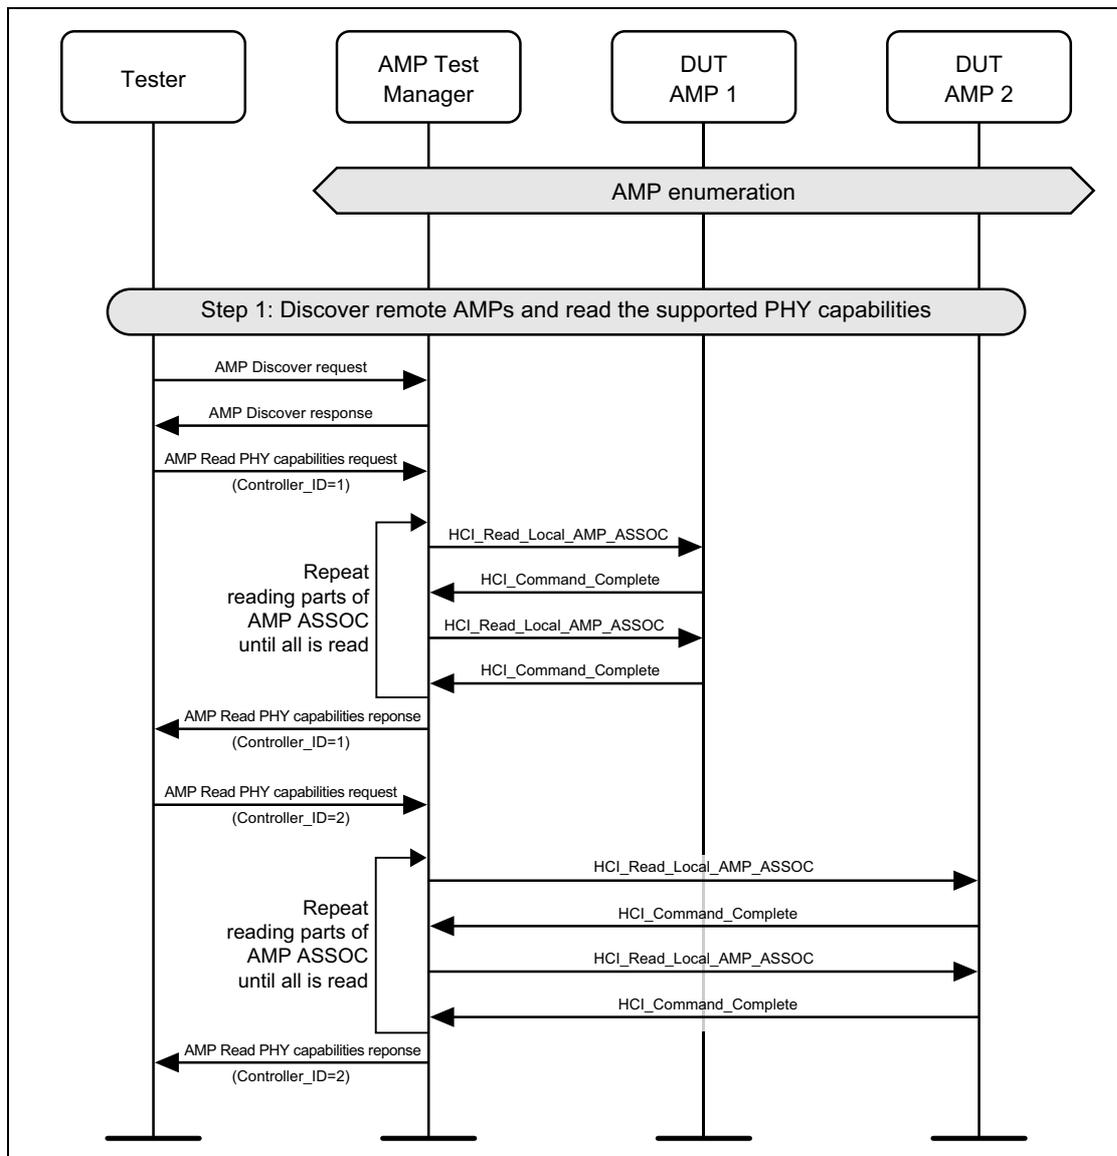 Tester
AMP Test
Manager
DUT
AMP 1
DUT
AMP 2
AMP enumeration
Step 1: Discover remote AMPs and read the supported PHY capabilities
AMP Discover request
AMP Discover response
AMP Read PHY capabilities request
(Controller_ID=1)
HCI_Read_Local_AMP_ASSOC
HCI_Command_Complete
HCI_Read_Local_AMP_ASSOC
HCI_Command_Complete
Repeat
reading parts of
AMP ASSOC
until all is read
AMP Read PHY capabilities reponse
(Controller_ID=1)
AMP Read PHY capabilities request
(Controller_ID=2)
HCI_Read_Local_AMP_ASSOC
HCI_Command_Complete
HCI_Read_Local_AMP_ASSOC
HCI_Command_Complete
Repeat
reading parts of
AMP ASSOC
until all is read
AMP Read PHY capabilities reponse
(Controller_ID=2)